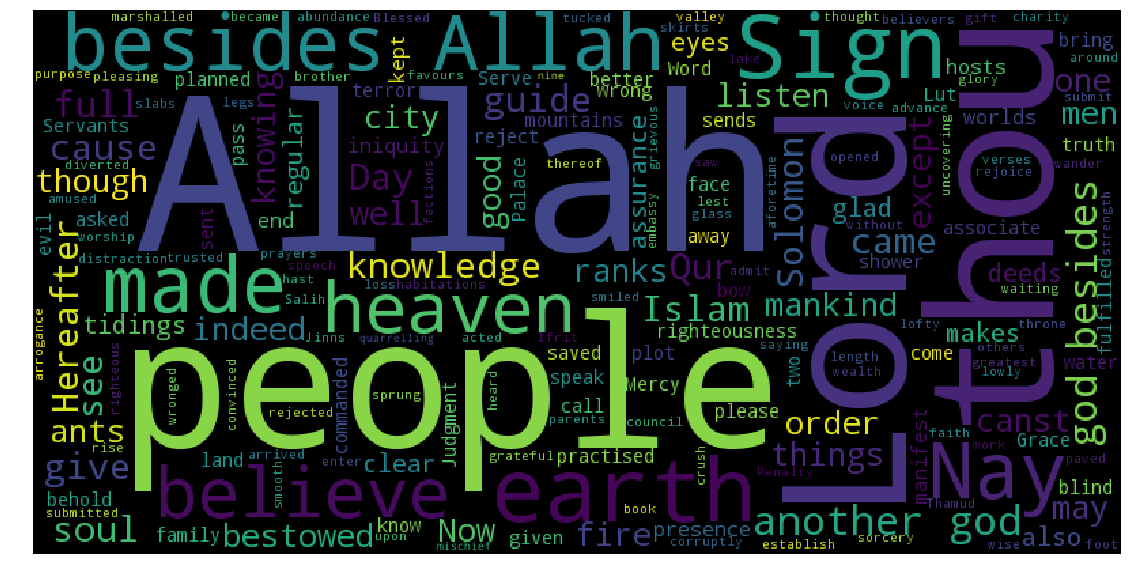 marshalled became abundance Blessed tucked skirts valley thought believers gift charity
besides Allah Sign
kept eyes lake around bring
purpose pleasing planned brother favours Serve nine better Word hosts glory one
full slabs knowing legs terror guide wrong listen voice advance Lut submit
Servants regular city mountains sends worlds men
cause pass iniquity reject grievous saw uncovering truth
diverted Day thereof assurance opened except verses wander
though well good face Lord thou rejoice
amused sent factions Palace lest solomon aforetime glad
evil asked end embassy glass without came associate strength
worship Allah away shower
distraction trusted prayers knowledge ranks Qur admit deeds fulfilled
Hereafter made hast speech bow mankind waiting
Salih loss habitations heaven smiled Islam lofty throne
tidings indeed Jinns quarrelling acted Ifrit righteousness saying makes others besides
arrogance see righteous people saved plot two length come greatest water
wronged convinced speak Mercy wealth lowly god
rejected sprung heard call please
ants commanded parents council order canst
rise Judgment grateful practised crush manifest faith Grace
give land arrived enter clear things work paved
behold believe earth Penalty Nay blind
submitted smooth book Thamud may
soul family bestowed know upon Now given fire presence another god also
mischief corruptly establish sorcery wise foot